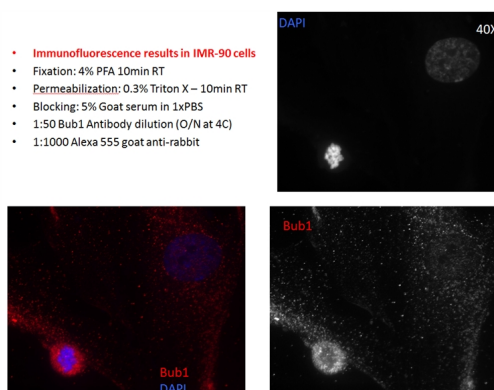 Immunofluorescence results in IMR-90 cells
Fixation: 4% PFA 10min RT
Permeabilization: 0.3% Triton X – 10min RT
Blocking: 5% Goat serum in 1xPBS
1:50 Bub1 Antibody dilution (O/N at 4C)
1:1000 Alexa 555 goat anti-rabbit
DAPI
40X
Bub1
DAPI
Bub1